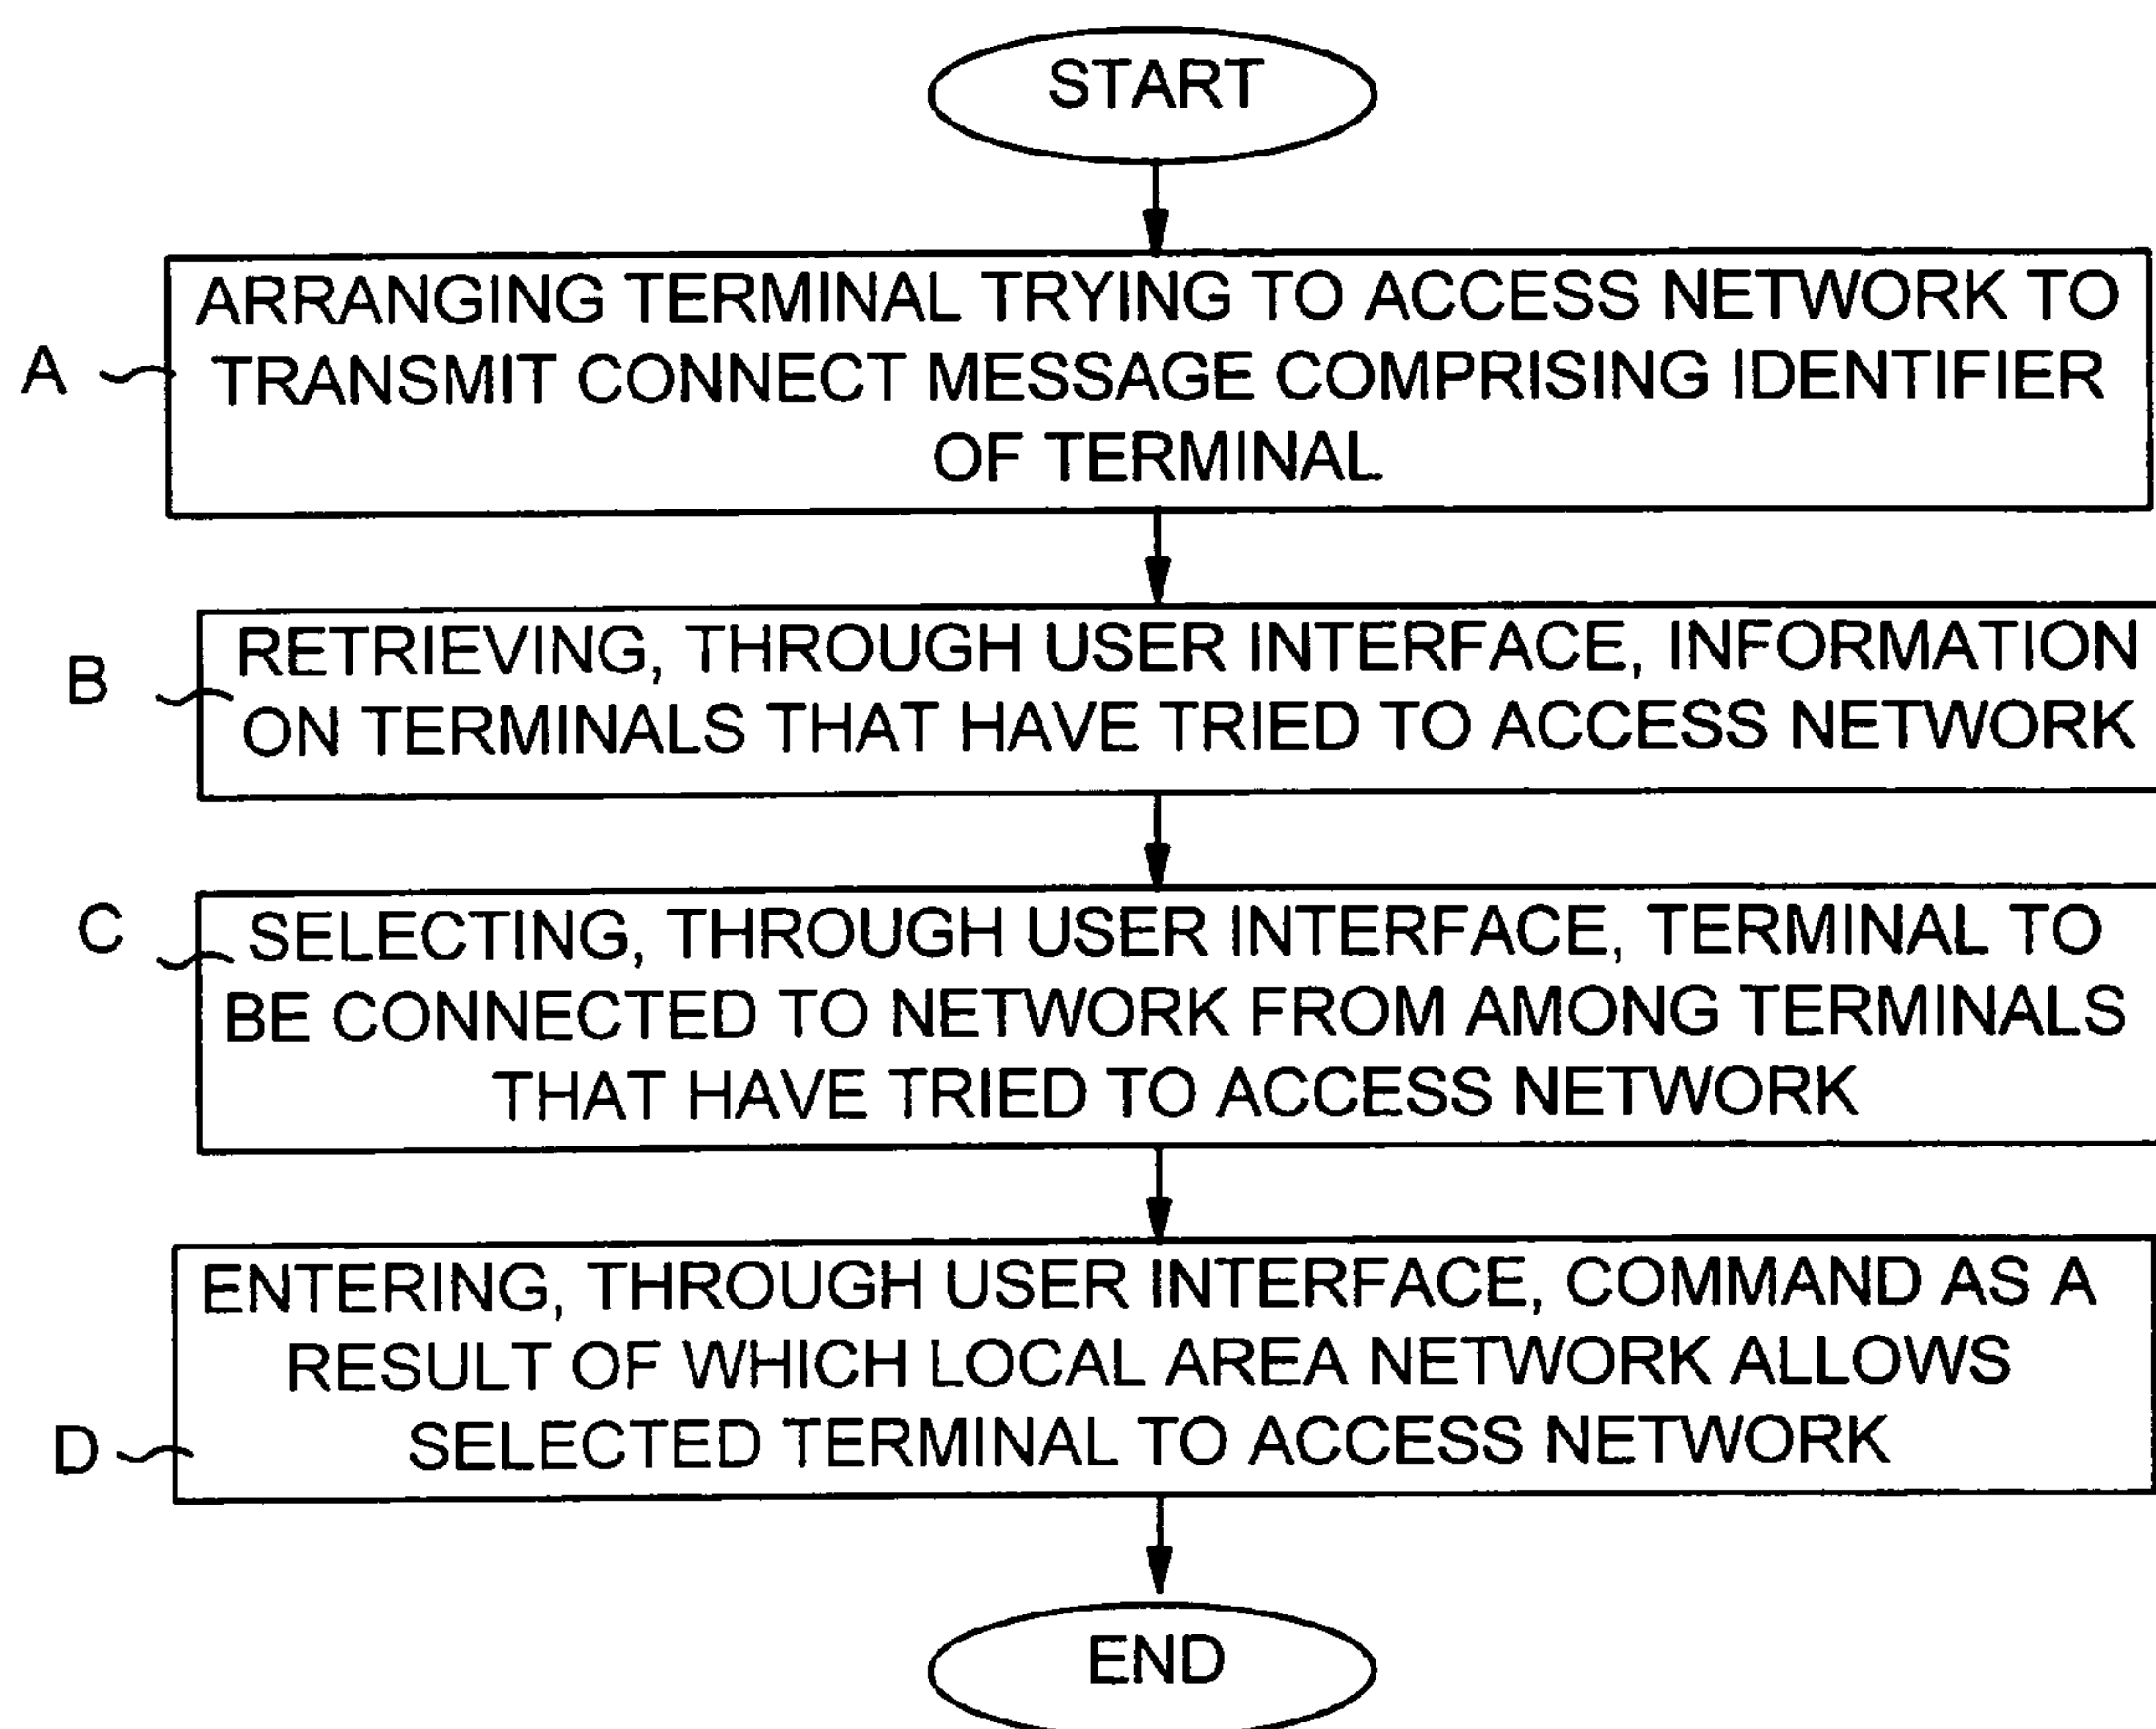 START
ARRANGING TERMINAL TRYING TO ACCESS NETWORK TO
TRANSMIT CONNECT MESSAGE COMPRISING IDENTIFIER
OF TERMINAL
A
RETRIEVING, THROUGH USER INTERFACE, INFORMATION
ON TERMINALS THAT HAVE TRIED TO ACCESS NETWORK
B
SELECTING, THROUGH USER INTERFACE, TERMINAL TO
BE CONNECTED TO NETWORK FROM AMONG TERMINALS
THAT HAVE TRIED TO ACCESS NETWORK
C
ENTERING, THROUGH USER INTERFACE, COMMAND AS A
RESULT OF WHICH LOCAL AREA NETWORK ALLOWS
SELECTED TERMINAL TO ACCESS NETWORK
D
END